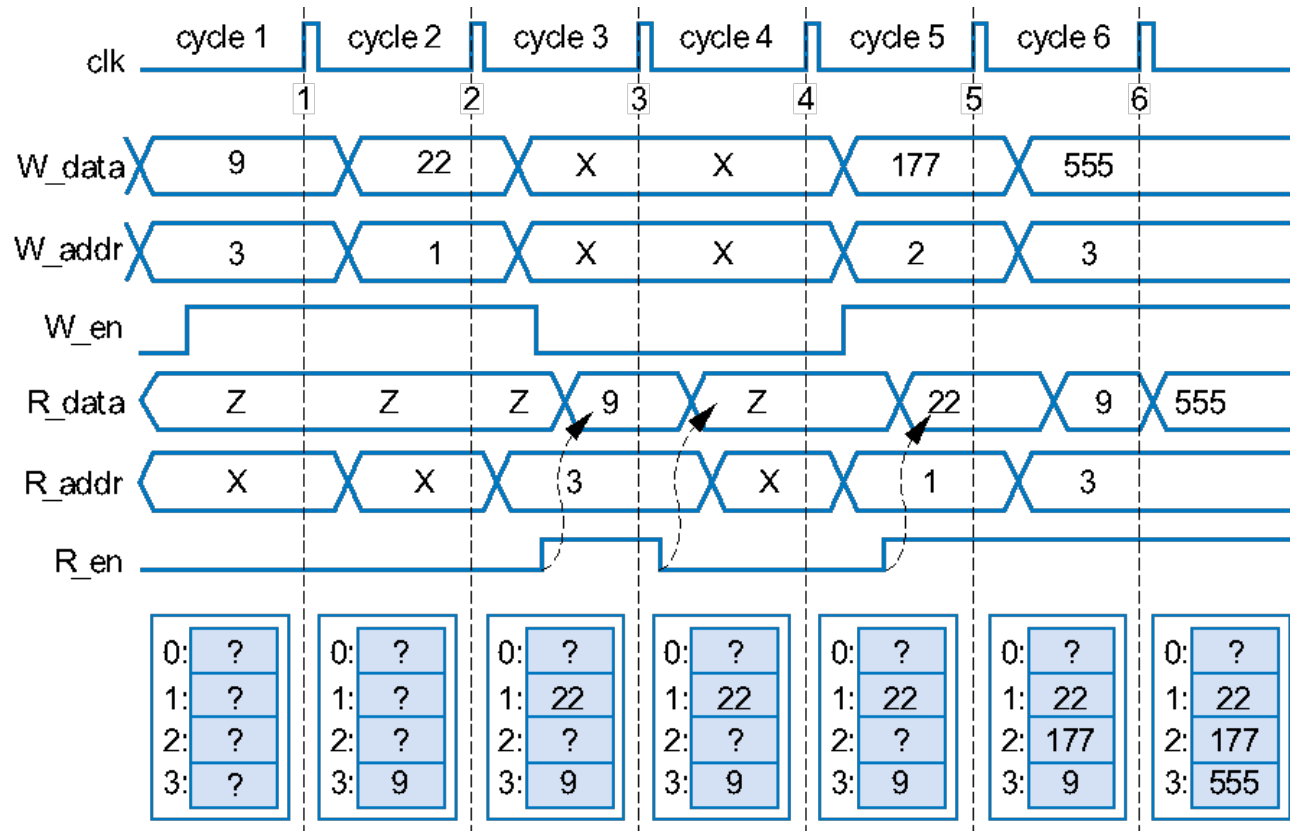 cycle 1 cycle 2 cycle 3 cycle 4 cycle 5 cycle 6
clk
1 2 3 4 5 6
W_data 9 22 X X 177 555
W_addr 3 1 X X 2 3
W_en
R_data Z Z Z 9 Z 22 9 555
R_addr X X 3 X 1 3
R_en
0: ? 0: ? 0: ? 0: ? 0: ? 0: ? 0: ?
1: ? 1: ? 1: 22 1: 22 1: 22 1: 22 1: 22
2: ? 2: ? 2: ? 2: ? 2: ? 2: 177 2: 177
3: ? 3: 9 3: 9 3: 9 3: 9 3: 9 3: 555